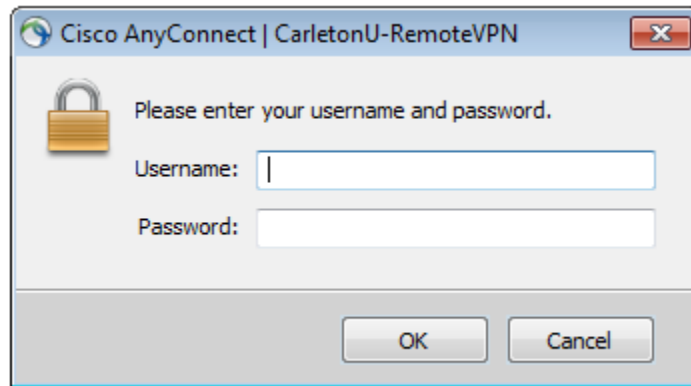 Cisco AnyConnect | CarletonU-RemoteVPN
Please enter your username and password.
Username:
Password:
OK
Cancel